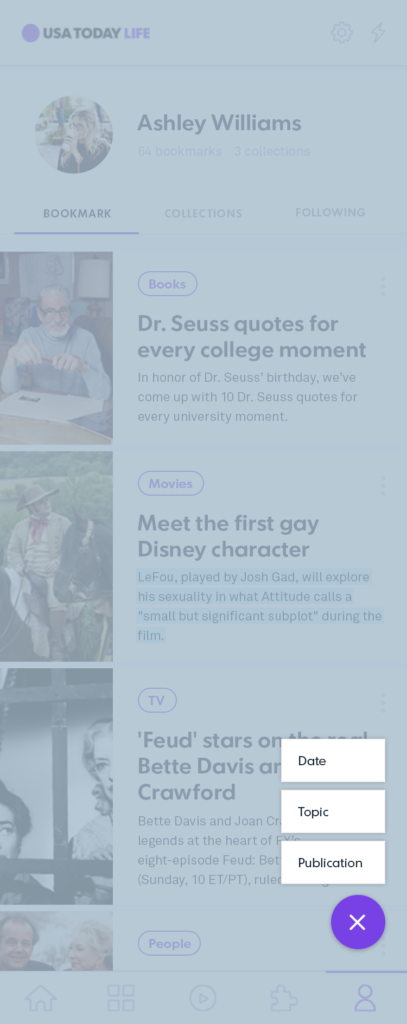 USA TODAY LIFE
Ashley Williams
64 bookmarks 3 collections
BOOKMARK COLLECTIONS FOLLOWING
Books
Dr. Seuss quotes for
every college moment
In honor of Dr. Seuss' birthday, we've
come up with 10 Dr. Seuss quotes for
every university moment.
Movies
Meet the first gay
Disney character
LeFou, played by Josh Gad, will explore
his sexuality in what Attitude calls a
"small but significant subplot" during the
film.
TV
'Feud' stars on the real
Bette Davis an
Crawford
Bette Davis and Joan Cra
legends at the heart of FX's
eight-episode Feud: Bet
(Sunday, 10 ET/PT), rule
Date
Topic
Publication
People